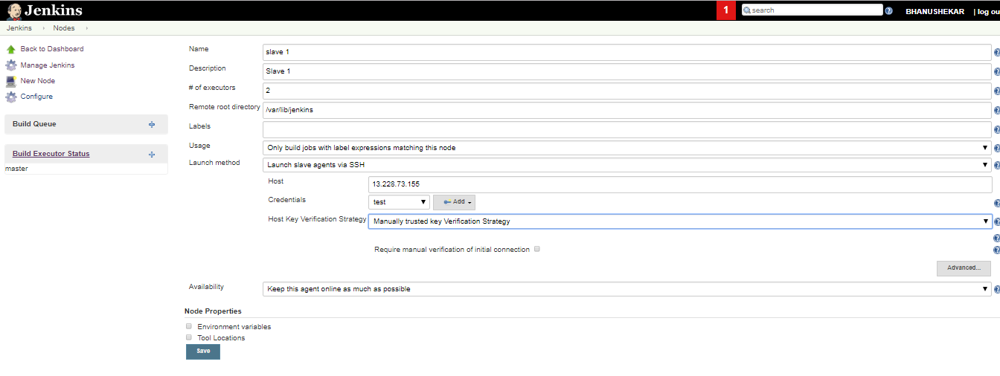 Jenkins
1
search
BHANUSHEKAR
| log ou
Jenkins
Nodes
Back to Dashboard
Manage Jenkins
New Node
Configure
Build Queue
Build Executor Status
master
Name
slave 1
Description
Slave 1
# of executors
2
Remote root directory
/var/lib/jenkins
Labels
Usage
Only build jobs with label expressions matching this node
Launch method
Launch slave agents via SSH
Host
13.228.73.155
Credentials
test
Add
Host Key Verification Strategy
Manually trusted key Verification Strategy
Require manual verification of initial connection
Advanced...
Availability
Keep this agent online as much as possible
Node Properties
Environment variables
Tool Locations
Save